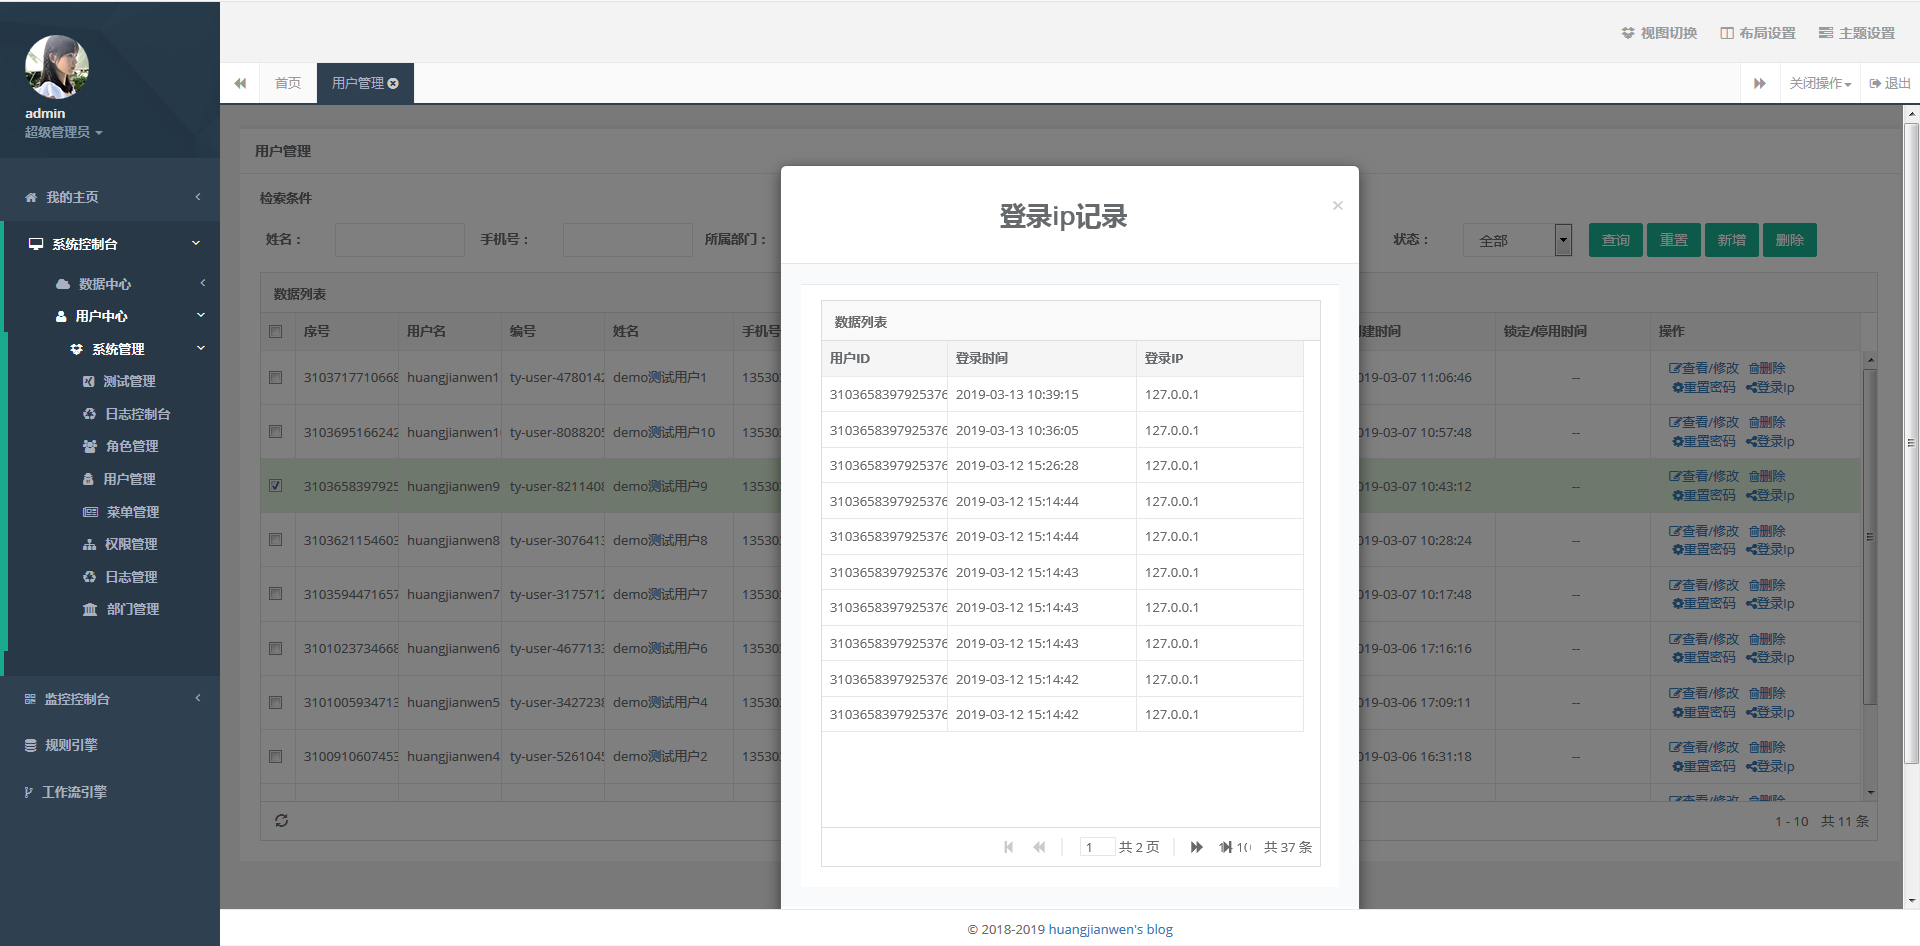 admin
超级管理员
我的主页
系统控制台
数据中心
用户中心
系统管理
测试管理
日志控制台
角色管理
用户管理
菜单管理
权限管理
日志管理
部门管理
监控控制台
规则引擎
工作流引擎
视图切换 布局设置 主题设置
首页 用户管理 关闭操作 退出
用户管理
检索条件
姓名： 手机号： 所属部门： 状态： 全部 查询 重置 新增 删除
数据列表
序号 用户名 编号 姓名 手机号 建时间 锁定/停用时间 操作
3103717710668 huangjianwen1 ty-user-4780142 demo测试用户1 13530 019-03-07 11:06:46 -- 查看/修改 删除
重置密码 登录Ip
3103695166242 huangjianwen1 ty-user-8088205 demo测试用户10 13530 019-03-07 10:57:48 -- 查看/修改 删除
重置密码 登录Ip
3103658397925 huangjianwen9 ty-user-8211408 demo测试用户9 13530 019-03-07 10:43:12 -- 查看/修改 删除
重置密码 登录Ip
3103621154603 huangjianwen8 ty-user-3076413 demo测试用户8 13530 019-03-07 10:28:24 -- 查看/修改 删除
重置密码 登录Ip
3103594471657 huangjianwen7 ty-user-3175712 demo测试用户7 13530 019-03-07 10:17:48 -- 查看/修改 删除
重置密码 登录Ip
3101023734668 huangjianwen6 ty-user-4677133 demo测试用户6 13530 019-03-06 17:16:16 -- 查看/修改 删除
重置密码 登录Ip
3101005934713 huangjianwen5 ty-user-3427238 demo测试用户4 13530 019-03-06 17:09:11 -- 查看/修改 删除
重置密码 登录Ip
3100910607453 huangjianwen4 ty-user-5261045 demo测试用户2 13530 019-03-06 16:31:18 -- 查看/修改 删除
重置密码 登录Ip
查看/修改 删除
1 - 10 共 11 条
登录ip记录
×
数据列表
用户ID 登录时间 登录IP
3103658397925376 2019-03-13 10:39:15 127.0.0.1
3103658397925376 2019-03-13 10:36:05 127.0.0.1
3103658397925376 2019-03-12 15:26:28 127.0.0.1
3103658397925376 2019-03-12 15:14:44 127.0.0.1
3103658397925376 2019-03-12 15:14:44 127.0.0.1
3103658397925376 2019-03-12 15:14:43 127.0.0.1
3103658397925376 2019-03-12 15:14:43 127.0.0.1
3103658397925376 2019-03-12 15:14:43 127.0.0.1
3103658397925376 2019-03-12 15:14:42 127.0.0.1
3103658397925376 2019-03-12 15:14:42 127.0.0.1
1 共 2 页 共 37 条
© 2018-2019 huangjianwen's blog